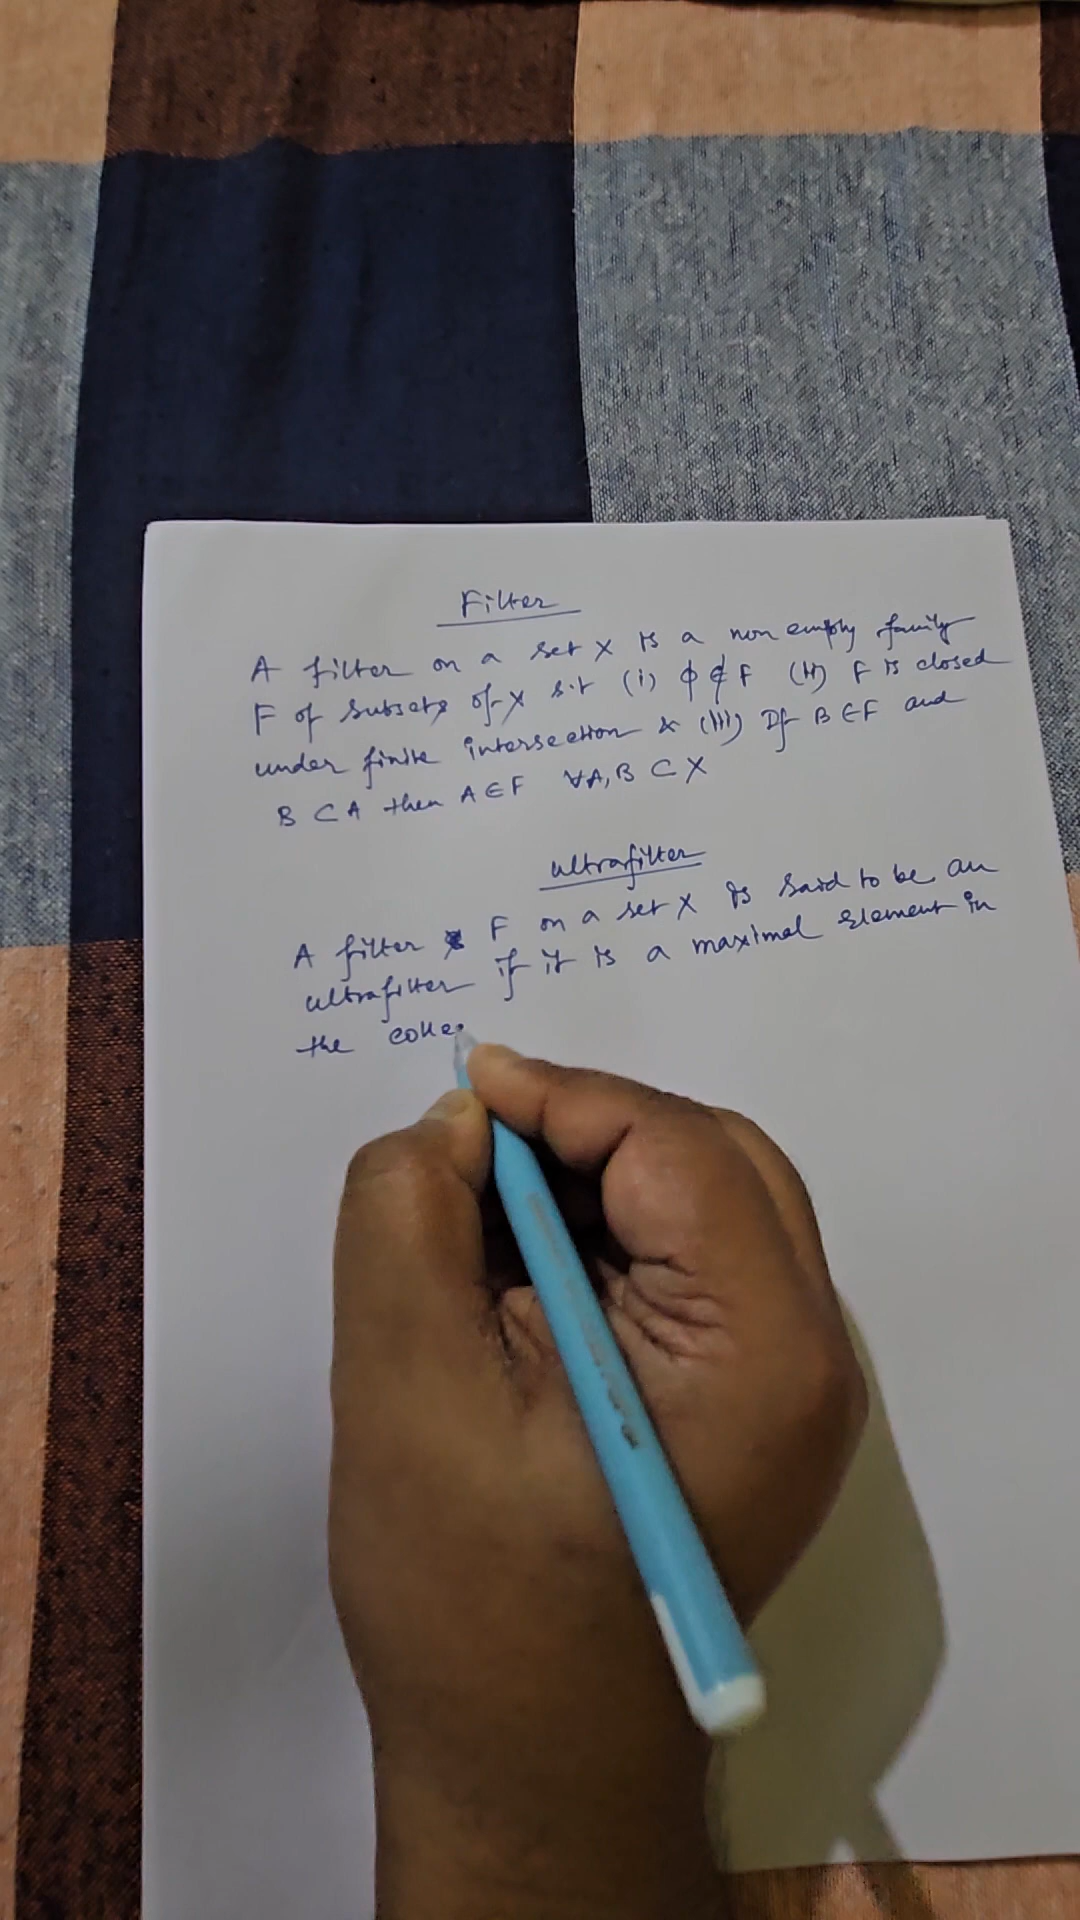 Filter
A filter on a set X is a non empty family
F of subsets of X s.t (i) ϕ ∉ F (ii) F is closed
under finite intersection & (iii) If B ∈ F and
B ⊂ A then A ∈ F ∀A, B ⊂ X
ultrafilter
A filter F on a set X is said to be an
ultrafilter if it is a maximal element in
the colle